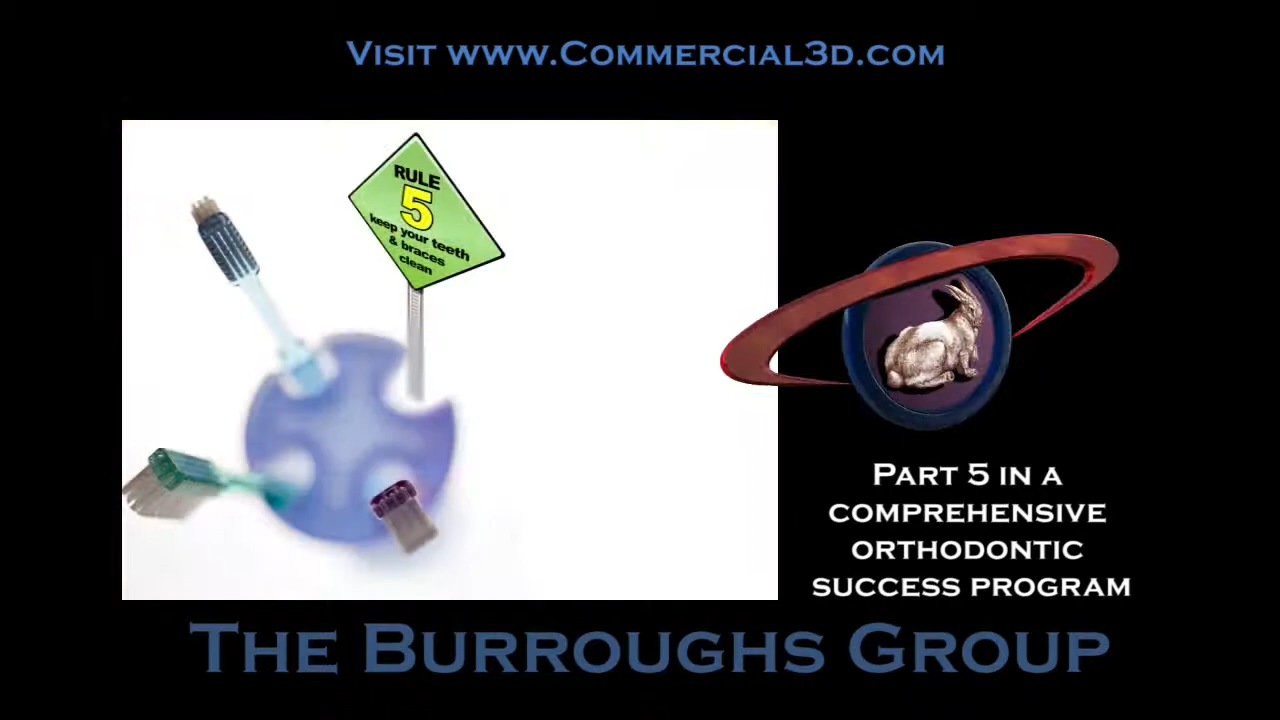 Visit www.Commercial3d.com
RULE
5
keep your teeth
& braces
clean
Part 5 in a
comprehensive
orthodontic
success program
The Burroughs Group